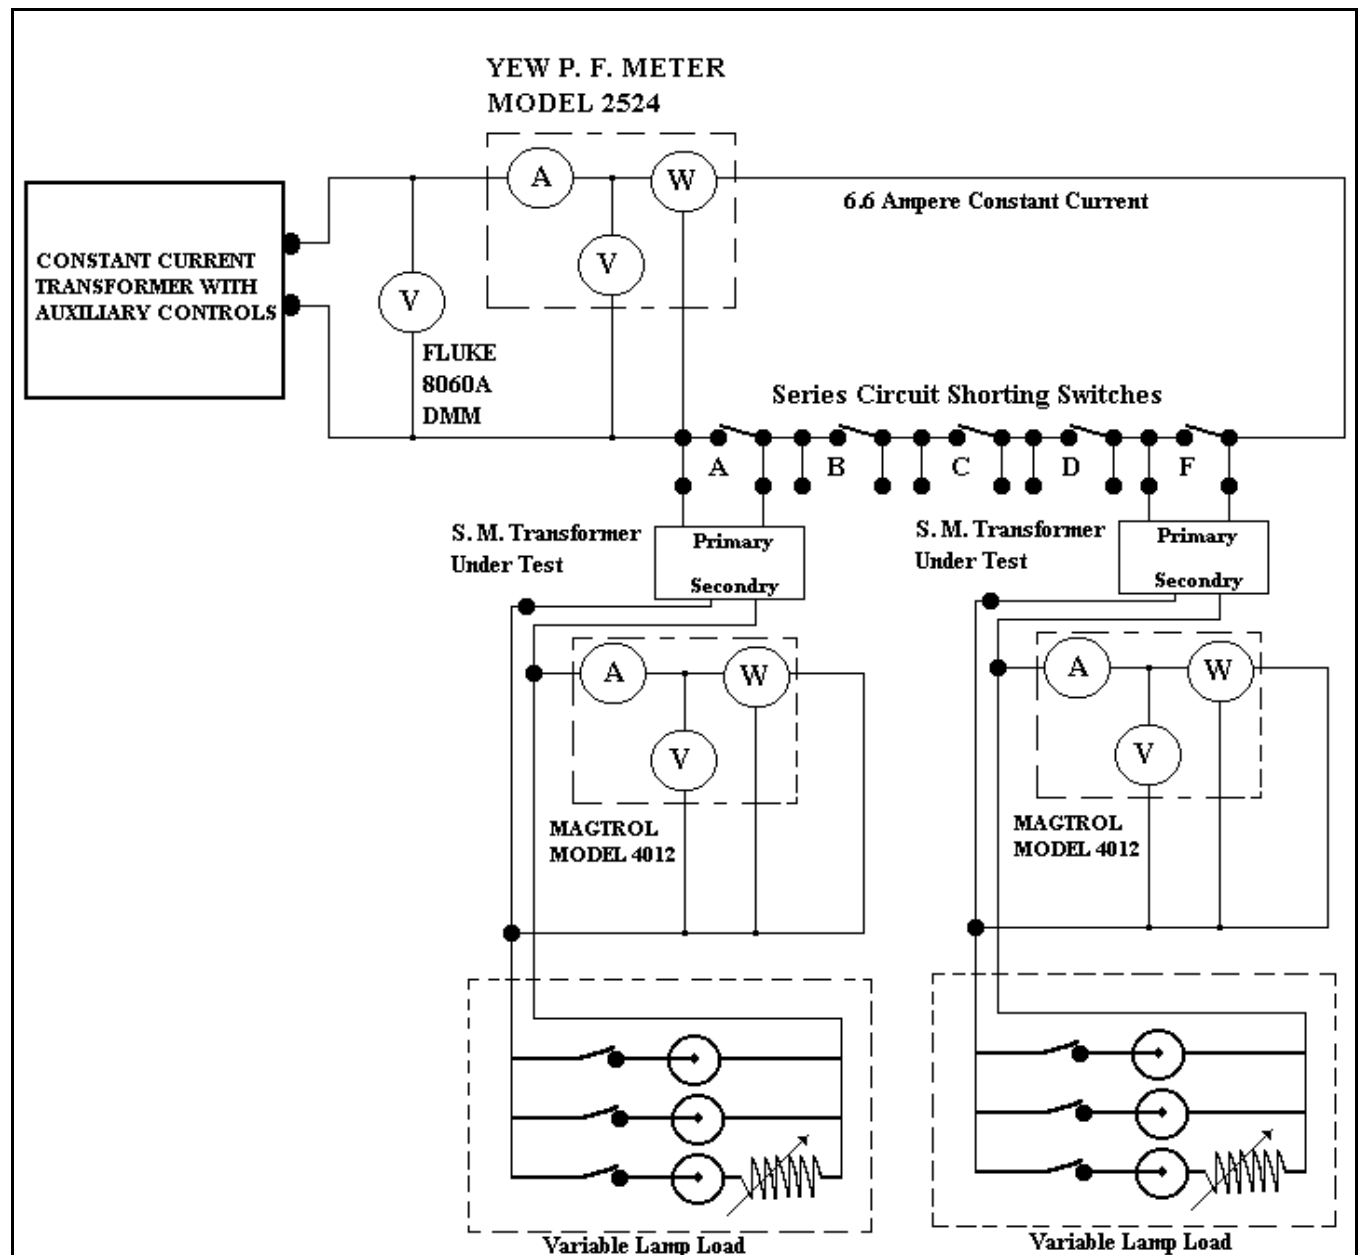 YEW P. F. METER
MODEL 2524
A
W
V
6.6 Ampere Constant Current
CONSTANT CURRENT
TRANSFORMER WITH
AUXILIARY CONTROLS
V
FLUKE
8060A
DMM
Series Circuit Shorting Switches
A
B
C
D
F
S. M. Transformer
Under Test
Primary
Secondry
S. M. Transformer
Under Test
Primary
Secondry
A
W
V
MAGTROL
MODEL 4012
A
W
V
MAGTROL
MODEL 4012
Variable Lamp Load
Variable Lamp Load